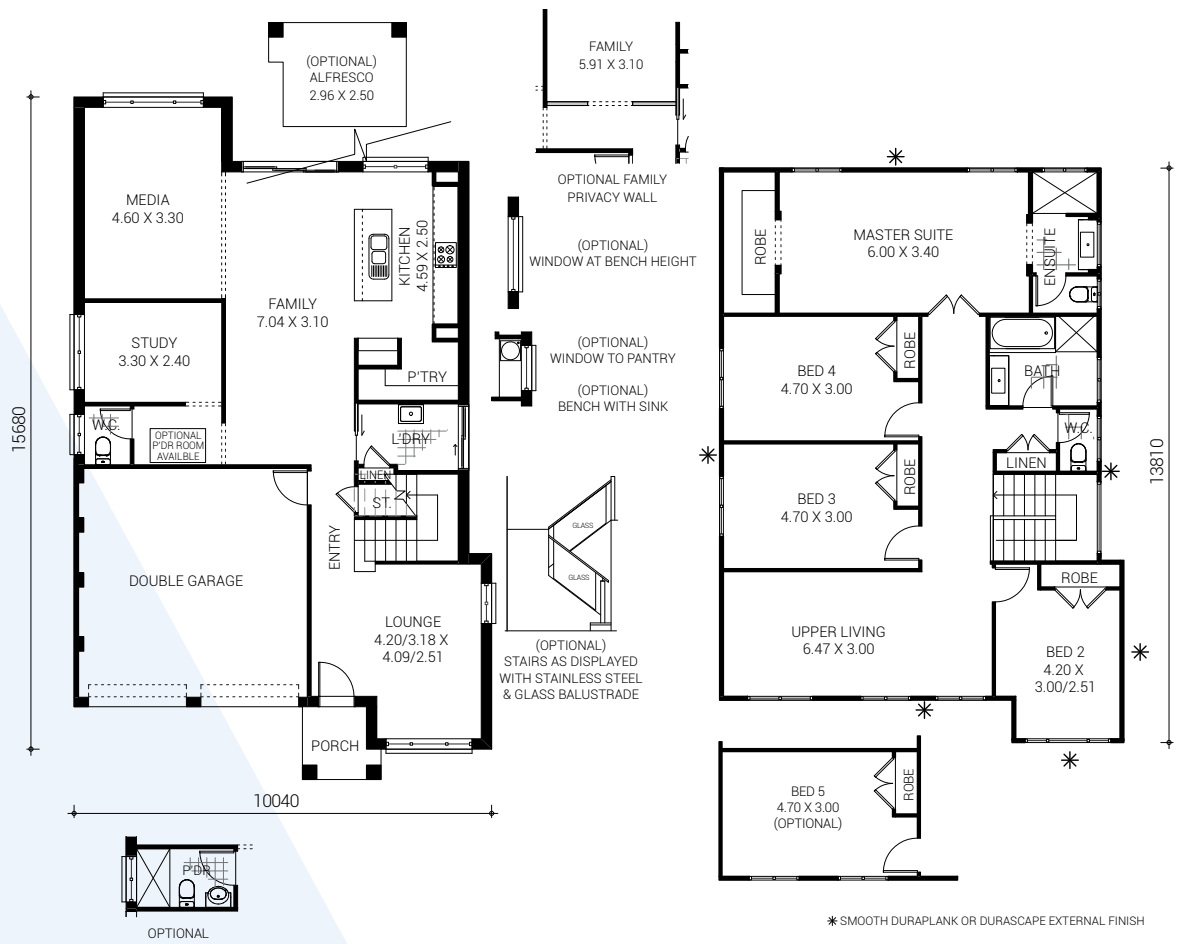 (OPTIONAL)
ALFRESCO
2.96 X 2.50
MEDIA
4.60 X 3.30
KITCHEN
4.59 X 2.50
FAMILY
7.04 X 3.10
STUDY
3.30 X 2.40
P'TRY
W.C.
OPTIONAL
P'DR ROOM
AVAILBLE
L'DRY
LINEN
ST.
ENTRY
DOUBLE GARAGE
LOUNGE
4.20/3.18 X
4.09/2.51
PORCH
15680
10040
P'DR
OPTIONAL
FAMILY
5.91 X 3.10
OPTIONAL FAMILY
PRIVACY WALL
(OPTIONAL)
WINDOW AT BENCH HEIGHT
(OPTIONAL)
WINDOW TO PANTRY
(OPTIONAL)
BENCH WITH SINK
GLASS
GLASS
(OPTIONAL)
STAIRS AS DISPLAYED
WITH STAINLESS STEEL
& GLASS BALUSTRADE
ROBE
MASTER SUITE
6.00 X 3.40
ENSUITE
BED 4
4.70 X 3.00
ROBE
BATH
W.C.
LINEN
BED 3
4.70 X 3.00
ROBE
13810
ROBE
UPPER LIVING
6.47 X 3.00
BED 2
4.20 X
3.00/2.51
BED 5
4.70 X 3.00
(OPTIONAL)
ROBE
✳ SMOOTH DURAPLANK OR DURASCAPE EXTERNAL FINISH